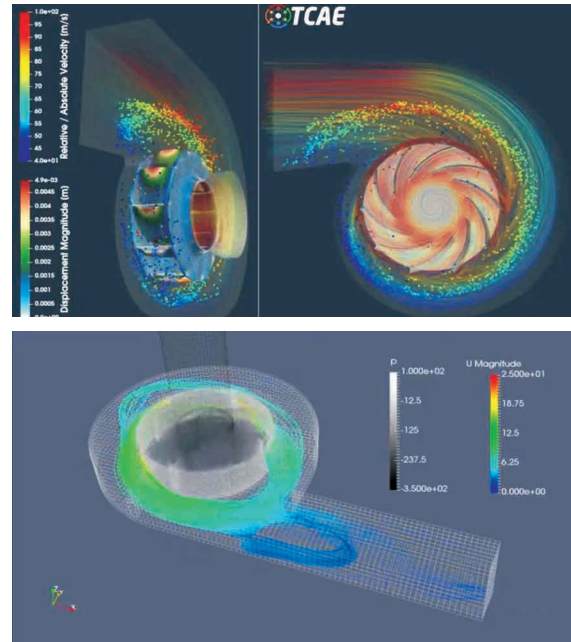 TCAE
Relative / Absolute Velocity (m/s)
1.0e+02
95
90
85
80
75
70
65
60
55
50
45
4.0e+01
Displacement Magnitude (m)
4.9e-03
0.0045
0.004
0.0035
0.003
0.0025
0.002
0.0015
0.001
0.0005
P
1.000e+02
-12.5
-125
-237.5
-3.500e+02
U Magnitude
2.500e+01
18.75
12.5
6.25
0.000e+00
Z
Y
X